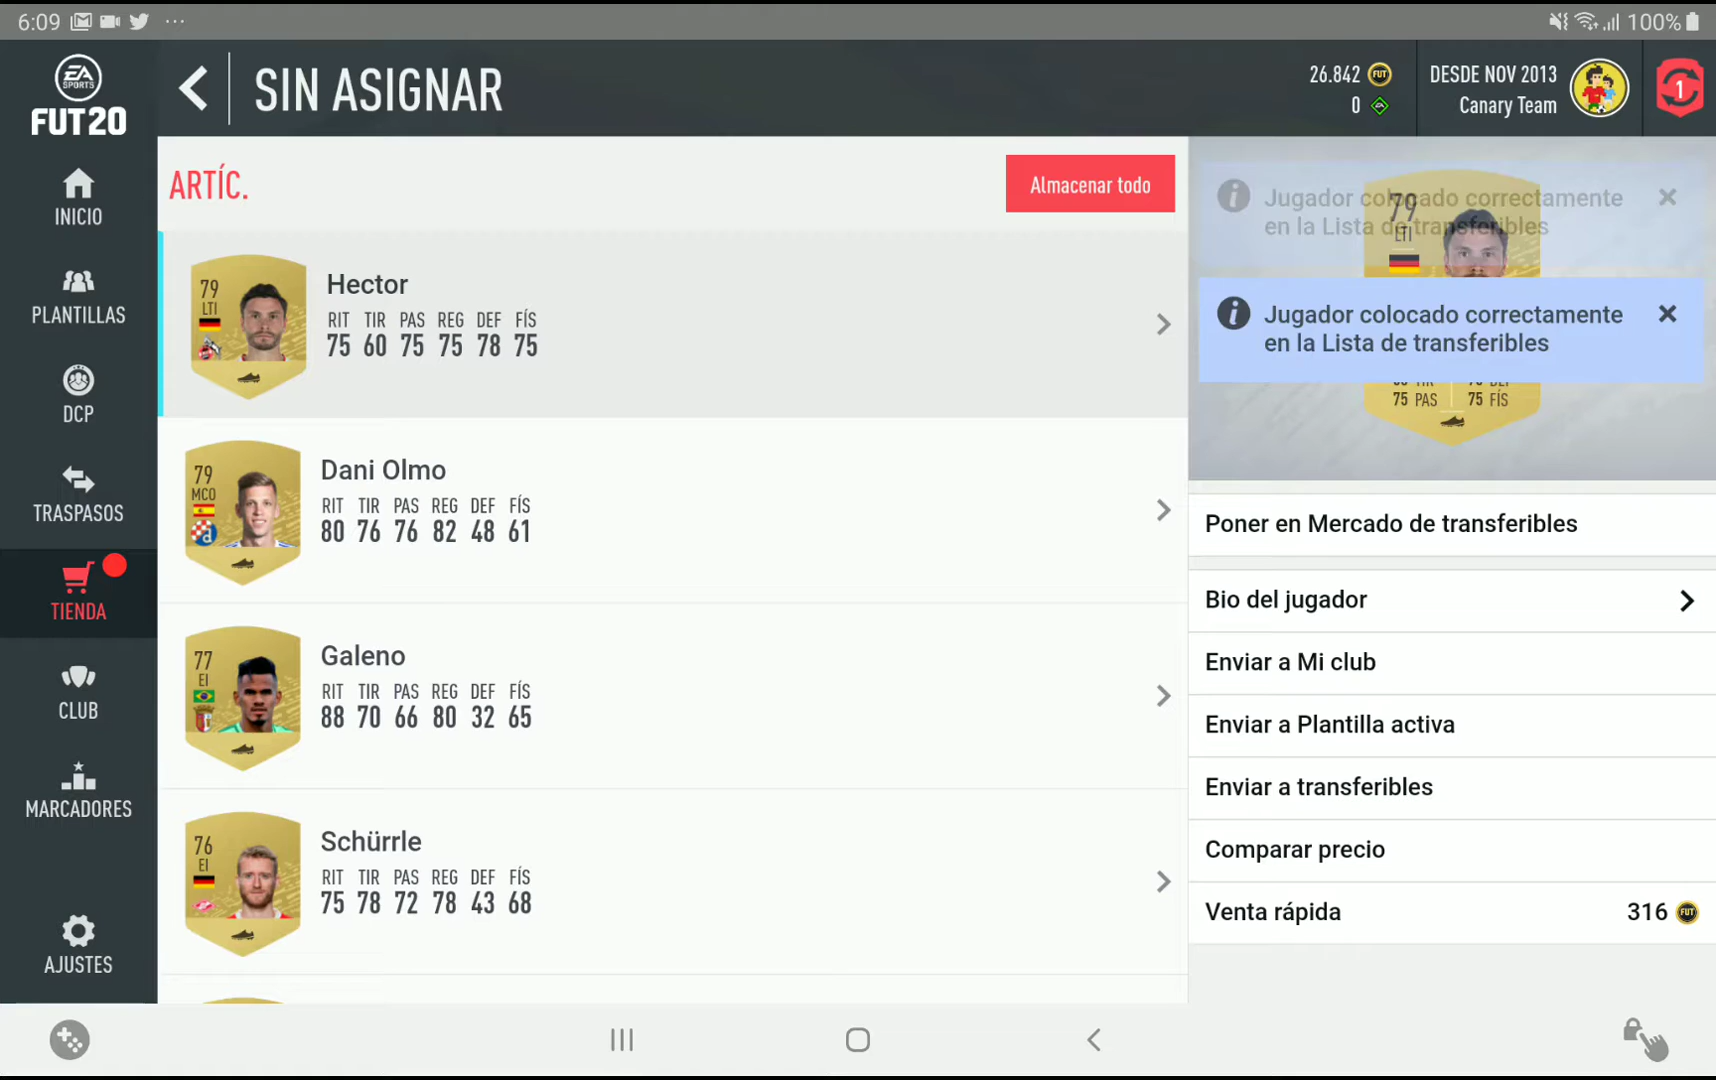 6:09 ... 100%
EA
SPORTS
FUT20
SIN ASIGNAR
26.842 FUT
0
DESDE NOV 2013
Canary Team
1
INICIO
PLANTILLAS
DCP
TRASPASOS
TIENDA
CLUB
MARCADORES
AJUSTES
ARTÍC.
Almacenar todo
79
LTI
Hector
RIT TIR PAS REG DEF FÍS
75 60 75 75 78 75
79
MCO
Dani Olmo
RIT TIR PAS REG DEF FÍS
80 76 76 82 48 61
77
EI
Galeno
RIT TIR PAS REG DEF FÍS
88 70 66 80 32 65
76
EI
Schürrle
RIT TIR PAS REG DEF FÍS
75 78 72 78 43 68
Jugador colocado correctamente
en la Lista de transferibles
79
LTI
Jugador colocado correctamente
en la Lista de transferibles
75 PAS 75 FÍS
Poner en Mercado de transferibles
Bio del jugador
Enviar a Mi club
Enviar a Plantilla activa
Enviar a transferibles
Comparar precio
Venta rápida 316 FUT